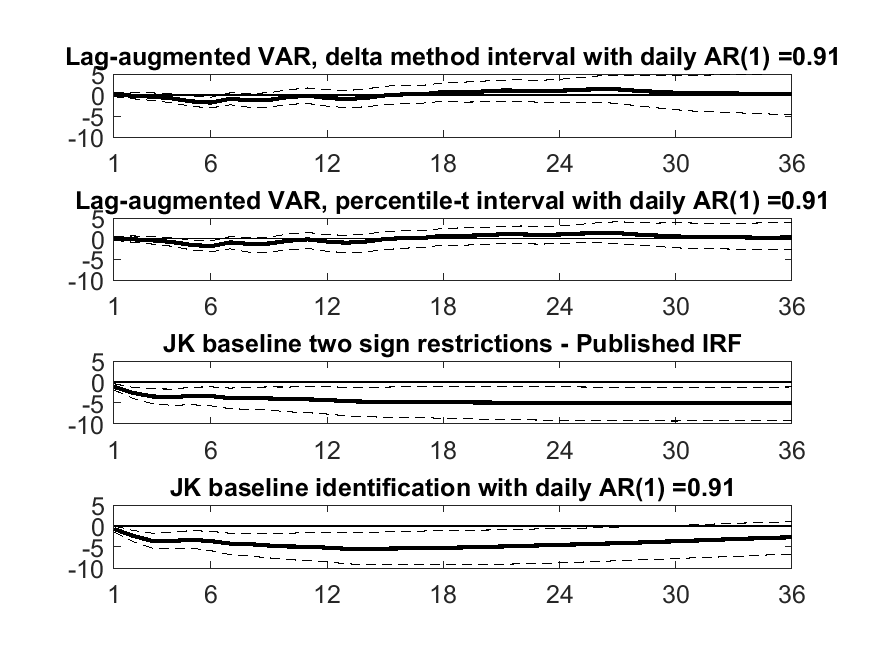 Lag-augmented VAR, delta method interval with daily AR(1) =0.91
5
0
-5
-10
1 6 12 18 24 30 36
Lag-augmented VAR, percentile-t interval with daily AR(1) =0.91
5
0
-5
-10
1 6 12 18 24 30 36
JK baseline two sign restrictions - Published IRF
5
0
-5
-10
1 6 12 18 24 30 36
JK baseline identification with daily AR(1) =0.91
5
0
-5
-10
1 6 12 18 24 30 36